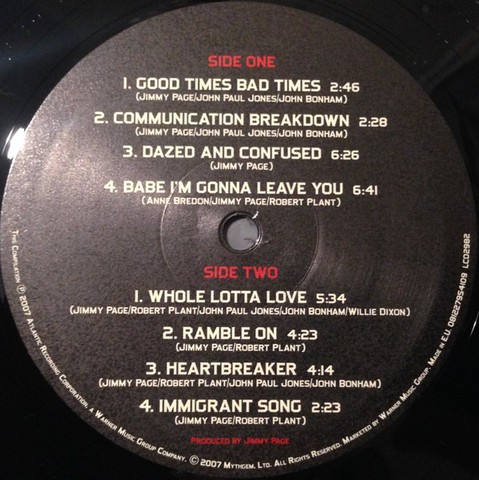 SIDE ONE
1. GOOD TIMES BAD TIMES 2:46
(JIMMY PAGE/JOHN PAUL JONES/JOHN BONHAM)
2. COMMUNICATION BREAKDOWN 2:28
(JIMMY PAGE/JOHN PAUL JONES/JOHN BONHAM)
3. DAZED AND CONFUSED 6:26
(JIMMY PAGE)
4. BABE I'M GONNA LEAVE YOU 6:41
(ANNE BREDON/JIMMY PAGE/ROBERT PLANT)
SIDE TWO
1. WHOLE LOTTA LOVE 5:34
(JIMMY PAGE/ROBERT PLANT/JOHN PAUL JONES/JOHN BONHAM/WILLIE DIXON)
2. RAMBLE ON 4:23
(JIMMY PAGE/ROBERT PLANT)
3. HEARTBREAKER 4:14
(JIMMY PAGE/ROBERT PLANT/JOHN PAUL JONES/JOHN BONHAM)
4. IMMIGRANT SONG 2:23
(JIMMY PAGE/ROBERT PLANT)
PRODUCED BY JIMMY PAGE
THIS COMPILATION ℗ 2007 ATLANTIC RECORDING CORPORATION, A WARNER MUSIC GROUP COMPANY. © 2007 MYTHGEM, LTD. ALL RIGHTS RESERVED. MARKETED BY WARNER MUSIC GROUP. MADE IN E.U. 081227954109 LC02982